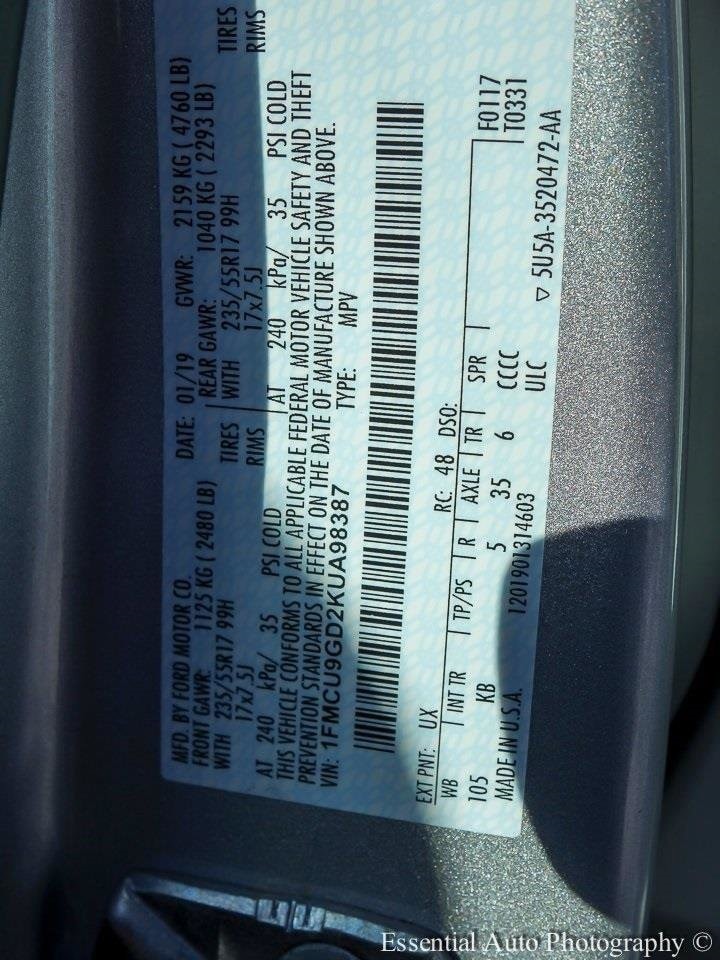 MFD. BY FORD MOTOR CO. DATE: 01/19 GVWR: 2159 KG ( 4760 LB)
FRONT GAWR: 1125 KG ( 2480 LB) REAR GAWR: 1040 KG ( 2293 LB)
WITH 235/55R17 99H TIRES WITH 235/55R17 99H TIRES
17x7.5J RIMS 17x7.5J RIMS
AT 240 kPa/ 35 PSI COLD AT 240 kPa/ 35 PSI COLD
THIS VEHICLE CONFORMS TO ALL APPLICABLE FEDERAL MOTOR VEHICLE SAFETY AND THEFT
PREVENTION STANDARDS IN EFFECT ON THE DATE OF MANUFACTURE SHOWN ABOVE.
VIN: 1FMCU9GD2KUA98387 TYPE: MPV
EXT PNT: UX RC: 48 DSO: F0117
WB INT TR TP/PS R AXLE TR SPR T0331
105 KB 5 35 6 CCCC
MADE IN U.S.A. 1201901314603 ULC ▽ 5U5A-3520472-AA
Essential Auto Photography ©